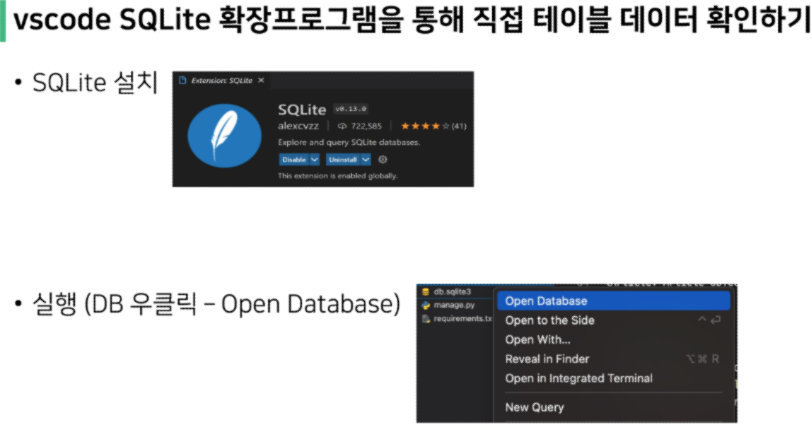 vscode SQLite 확장프로그램을 통해 직접 테이블 데이터 확인하기
• SQLite 설치
Extension: SQLite ×
SQLite v0.13.0
alexcvzz 722,585 ★★★★☆(41)
Explore and query SQLite databases.
Disable Uninstall
This extension is enabled globally.
• 실행 (DB 우클릭 – Open Database)
db.sqlite3
manage.py
requirements.tx
Open Database
Open to the Side ^⏎
Open With...
Reveal in Finder ⌥⌘ R
Open in Integrated Terminal
New Query